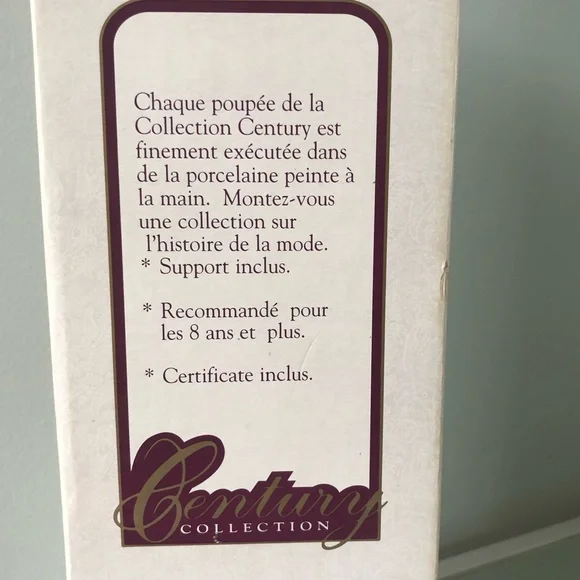 Chaque poupée de la
Collection Century est
finement exécutée dans
de la porcelaine peinte à
la main. Montez-vous
une collection sur
l'histoire de la mode.
* Support inclus.
* Recommandé pour
les 8 ans et plus.
* Certificate inclus.
Century
COLLECTION